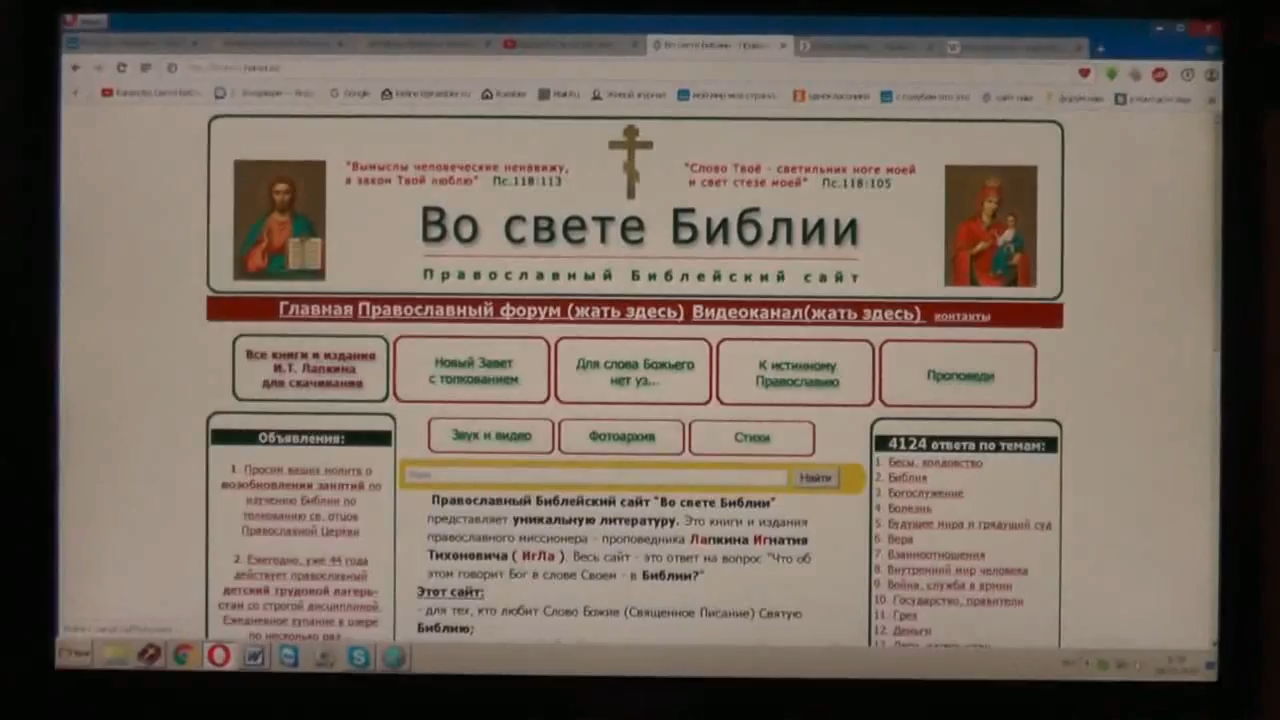 "Вымыслы человеческие ненавижу,
а закон Твой люблю" Пс.118:113
"Слово Твоё - светильник ноге моей
и свет стезе моей" Пс.118:105
Во свете Библии
Православный Библейский сайт
Главная Православный форум (жать здесь) Видеоканал(жать здесь) контакты
Все книги и издания
И.Т. Лапкина
для скачивания
Новый Завет
с толкованием
Для слова Божьего
нет уз...
К истинному
Православию
Проповеди
Звук и видео
Фотоархив
Стихи
Найти
Объявления:
1. Просим ваших молитв о
возобновлении занятий по
изучению Библии по
толкованию св. отцов
Православной Церкви
2. Ежегодно, уже 44 года
действует православный
детский трудовой лагерь-
стан со строгой дисциплиной.
Ежедневное купание в озере
по несколько раз
Православный Библейский сайт "Во свете Библии"
представляет уникальную литературу. Это книги и издания
православного миссионера - проповедника Лапкина Игнатия
Тихоновича ( ИгЛа ). Весь сайт - это ответ на вопрос "Что об
этом говорит Бог в слове Своем - в Библии?"
Этот сайт:
- для тех, кто любит Слово Божие (Священное Писание) Святую
Библию;
4124 ответа по темам:
1. Бесы, колдовство
2. Библия
3. Богослужение
4. Болезнь
5. Будущее мира и грядущий суд
6. Вера
7. Взаимоотношения
8. Внутренний мир человека
9. Война, служба в армии
10. Государство, правители
11. Грех
12. Деньги